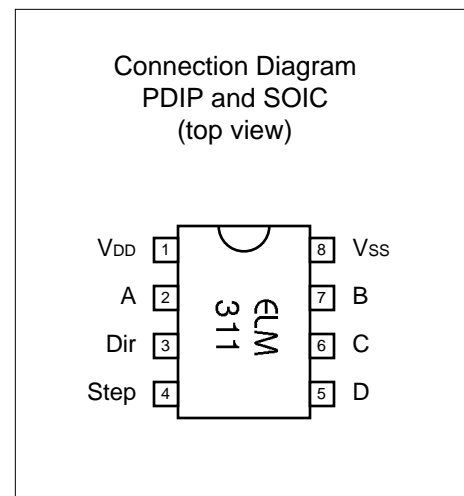 Connection Diagram
PDIP and SOIC
(top view)
VDD 1 8 VSS
A 2 7 B
Dir 3 6 C
Step 4 5 D
ELM
311